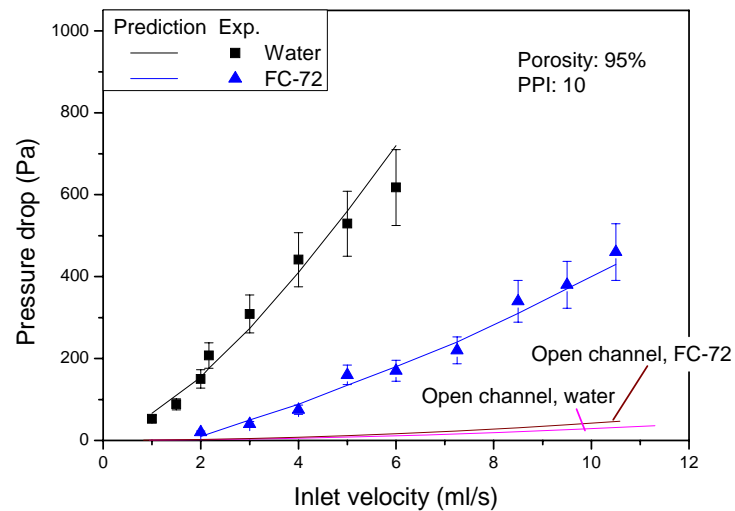 Prediction Exp.
Water
FC-72
Porosity: 95%
PPI: 10
1000
800
600
400
200
0
Pressure drop (Pa)
Open channel, FC-72
Open channel, water
0 2 4 6 8 10 12
Inlet velocity (ml/s)